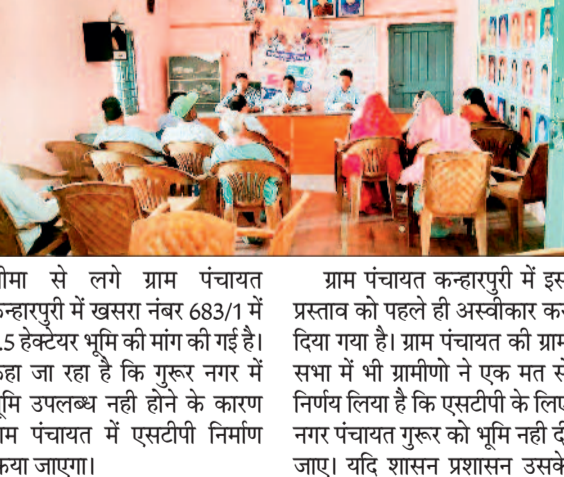 से लगे ग्राम पंचायत
में खसरा नंबर 683/1 में
हेक्टेयर भूमि की मांग की गई है।
जा रहा है कि गुरूर नगर में
उपलब्ध नही होने के कारण
पंचायत में एसटीपी निर्माण
जाएगा।
ग्राम पंचायत कन्हारपुरी में इस
प्रस्ताव को पहले ही अस्वीकार कर
दिया गया है। ग्राम पंचायत की ग्राम
सभा में भी ग्रामीणो ने एक मत से
निर्णय लिया है कि एसटीपी के लिए
नगर पंचायत गुरूर को भूमि नही दी
जाए। यदि शासन प्रशासन उसके